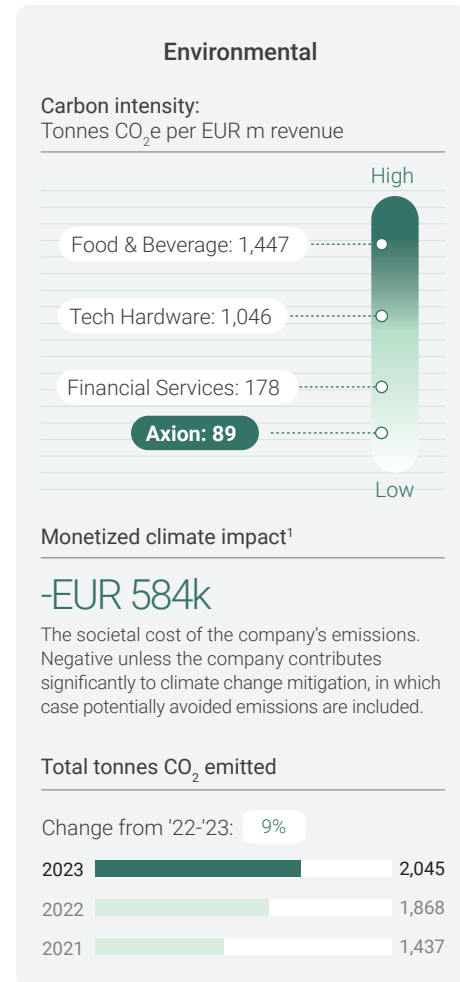 Environmental
Carbon intensity:
Tonnes CO₂e per EUR m revenue
High
Food & Beverage: 1,447
Tech Hardware: 1,046
Financial Services: 178
Axion: 89
Low
Monetized climate impact¹
-EUR 584k
The societal cost of the company’s emissions.
Negative unless the company contributes
significantly to climate change mitigation, in which
case potentially avoided emissions are included.
Total tonnes CO₂ emitted
Change from '22-'23: 9%
2023 2,045
2022 1,868
2021 1,437